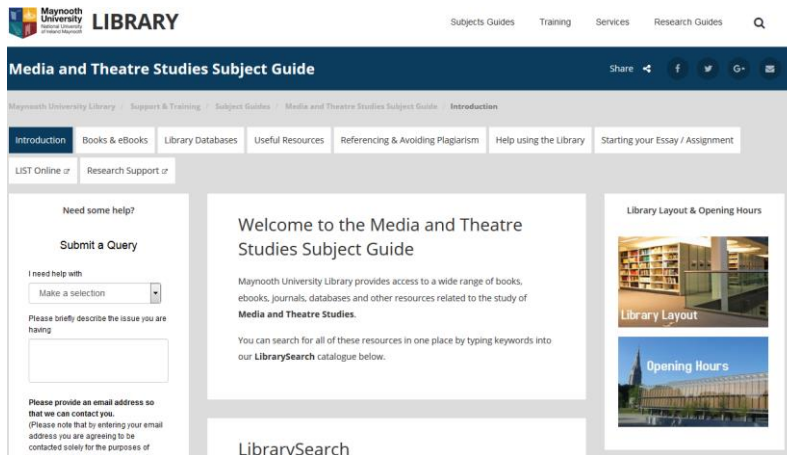 Maynooth
University
National University
of Ireland Maynooth
LIBRARY
Subjects Guides Training Services Research Guides
Media and Theatre Studies Subject Guide
Share
f
G+
Maynooth University Library / Support & Training / Subject Guides / Media and Theatre Studies Subject Guide / Introduction
Introduction Books & eBooks Library Databases Useful Resources Referencing & Avoiding Plagiarism Help using the Library Starting your Essay / Assignment
LIST Online Research Support
Need some help?
Submit a Query
I need help with
Make a selection
Please briefly describe the issue you are
having
Please provide an email address so
that we can contact you.
(Please note that by entering your email
address you are agreeing to be
contacted solely for the purposes of
Welcome to the Media and Theatre
Studies Subject Guide
Maynooth University Library provides access to a wide range of books,
ebooks, journals, databases and other resources related to the study of
Media and Theatre Studies.
You can search for all of these resources in one place by typing keywords into
our LibrarySearch catalogue below.
LibrarySearch
Library Layout & Opening Hours
Library Layout
Opening Hours